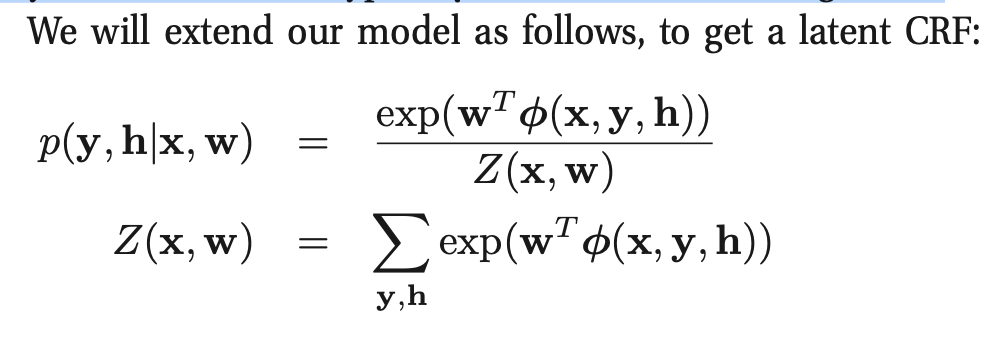 We will extend our model as follows, to get a latent CRF:
p(y, h|x, w) = exp(w^T ϕ(x, y, h)) / Z(x, w)
Z(x, w) = ∑_{y,h} exp(w^T ϕ(x, y, h))